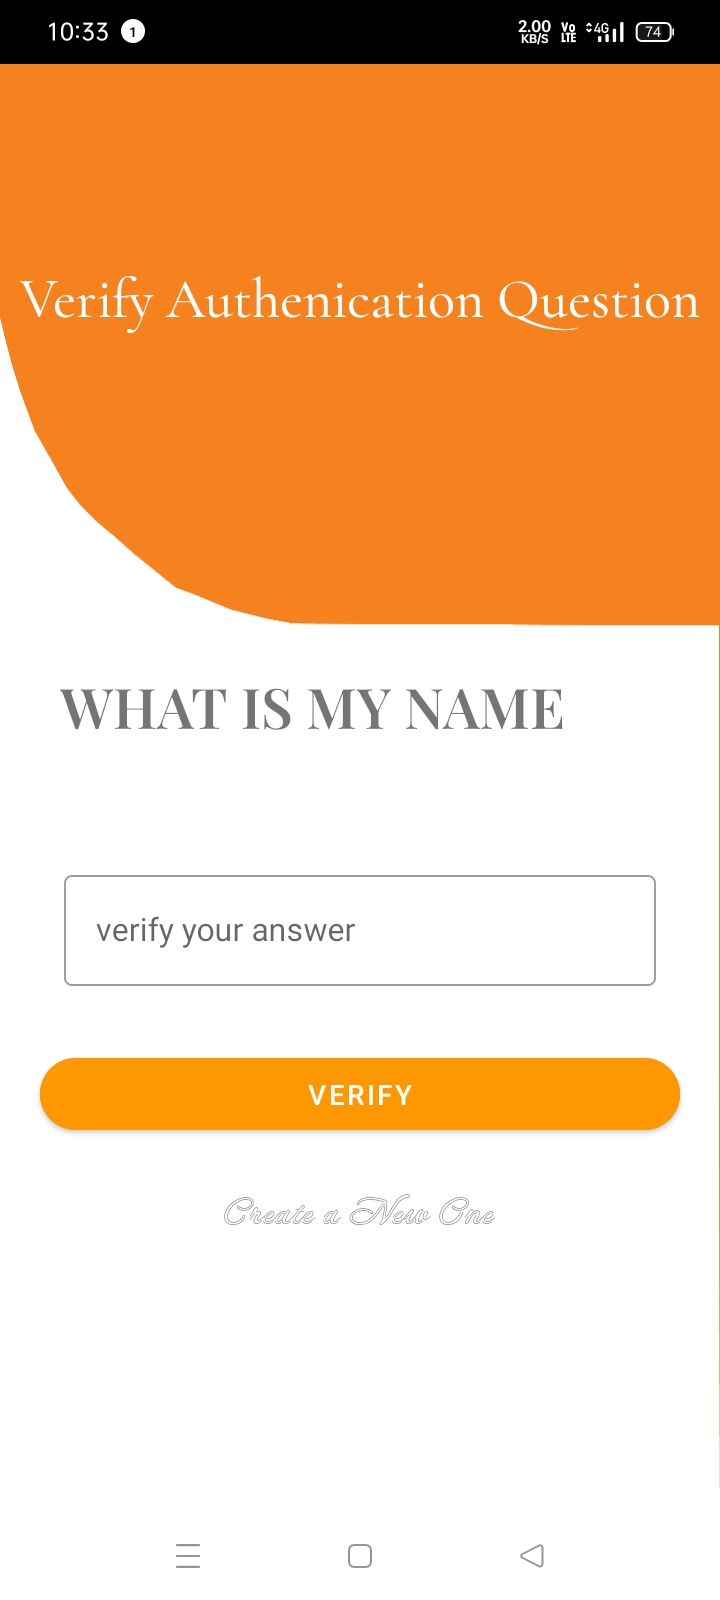 10:33 1 2.00 KB/S Vo LTE 4G 74
Verify Authenication Question
WHAT IS MY NAME
verify your answer
VERIFY
Create a New One